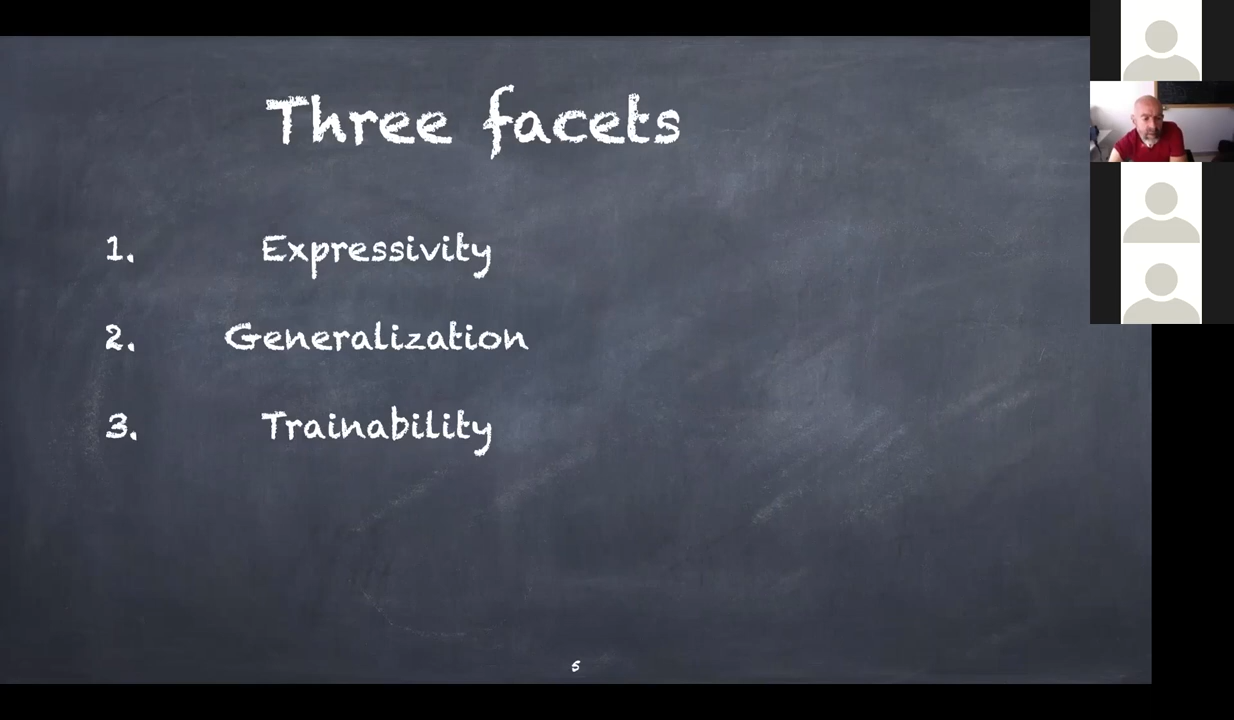 Three facets
1. Expressivity
2. Generalization
3. Trainability
5